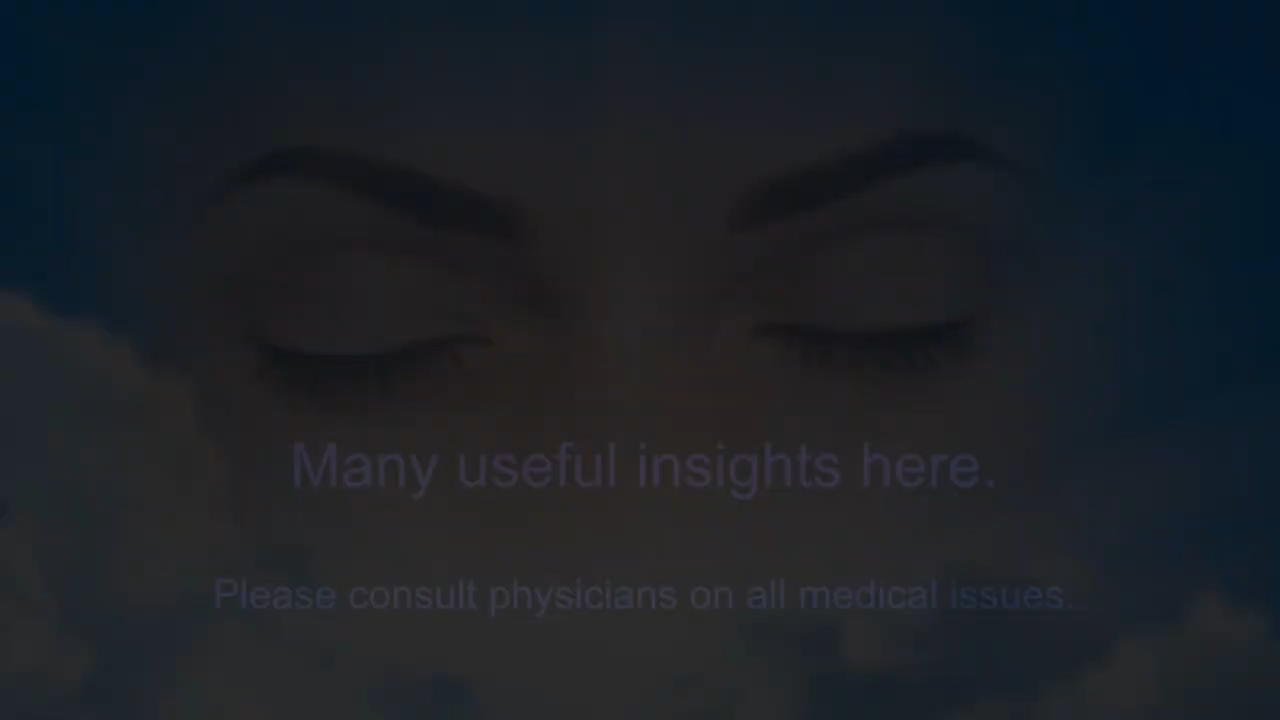 Many useful insights here.
Please consult physicians on all medical issues.